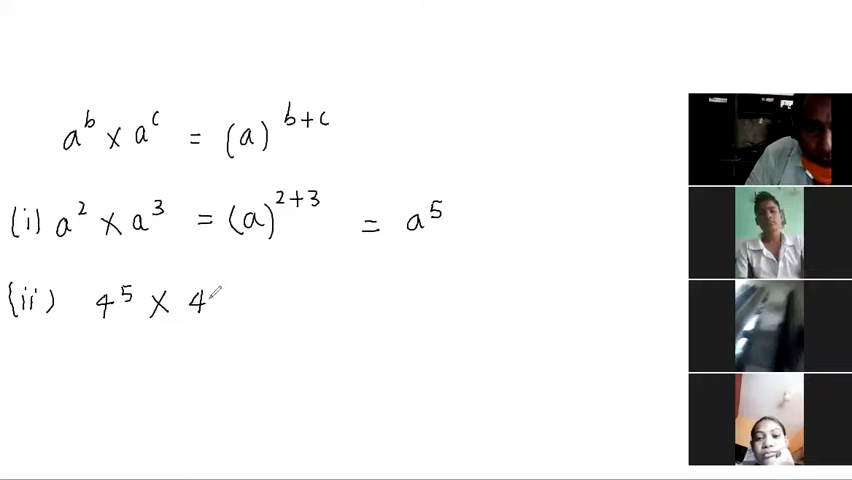 a^b × a^c = (a)^b+c
(i) a^2 × a^3 = (a)^2+3 = a^5
(ii) 4^5 × 4